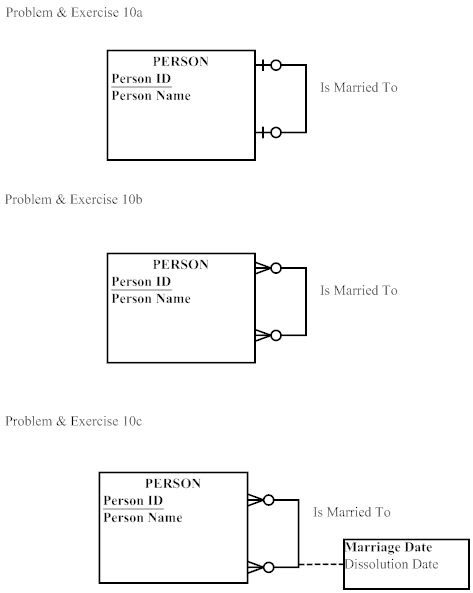 Problem & Exercise 10a
PERSON
Person ID
Person Name
Is Married To
Problem & Exercise 10b
PERSON
Person ID
Person Name
Is Married To
Problem & Exercise 10c
PERSON
Person ID
Person Name
Is Married To
Marriage Date
Dissolution Date